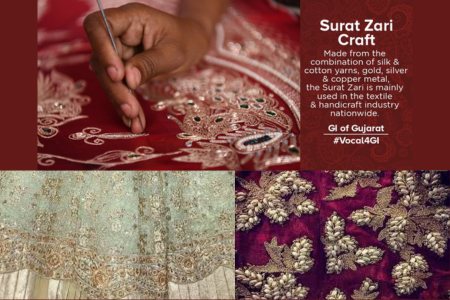 Surat Zari
Craft
Made from the
combination of silk &
cotton yarns, gold, silver
& copper metal,
the Surat Zari is mainly
used in the textile
& handicraft industry
nationwide.
GI of Gujarat
#Vocal4GI